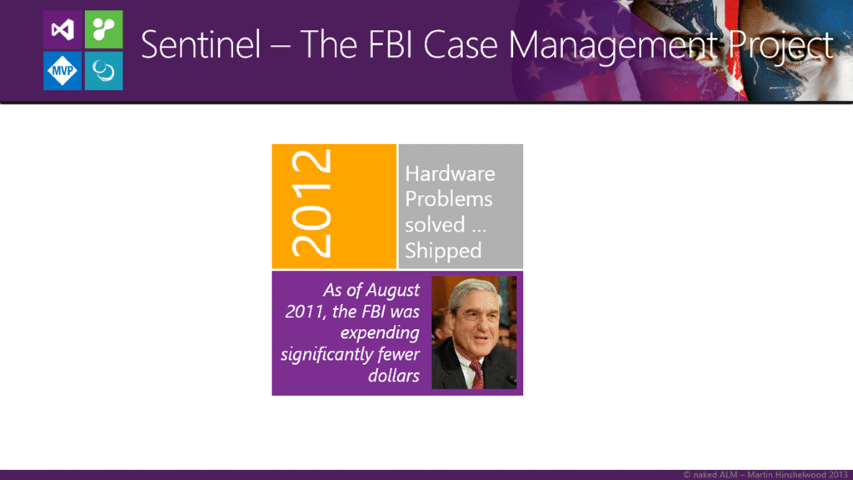 MVP
Sentinel – The FBI Case Management Project
2012
Hardware
Problems
solved ...
Shipped
As of August
2011, the FBI was
expending
significantly fewer
dollars
© naked ALM – Martin Hinshelwood 2013